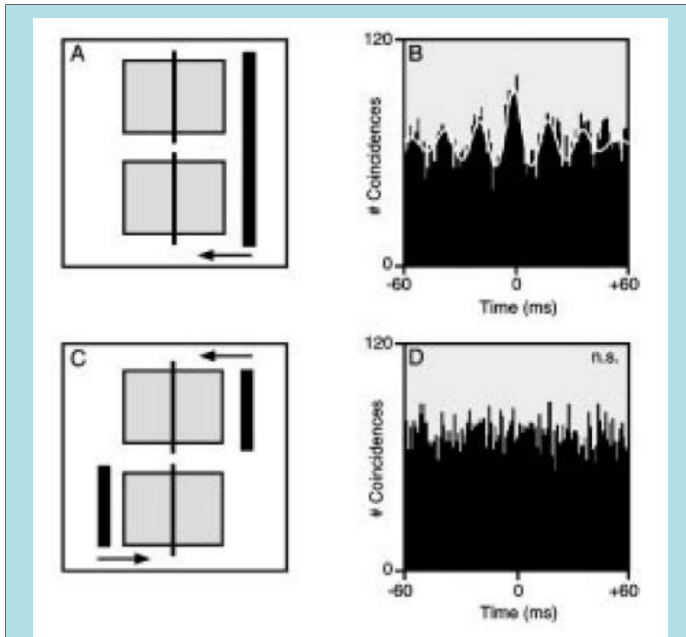 A
B
120
# Coincidences
0
-60
0
+60
Time (ms)
C
D
n.s.
120
# Coincidences
0
-60
0
+60
Time (ms)